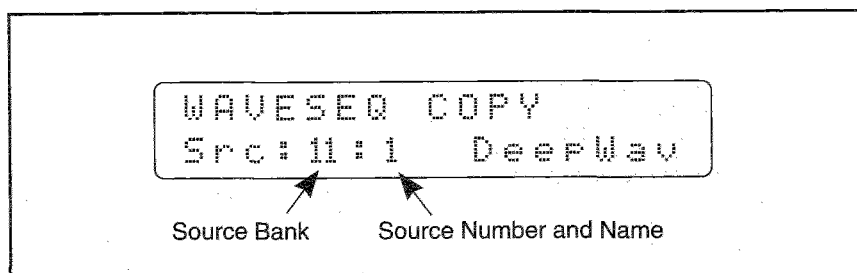 WAVESEQ COPY
Src:11:1 DeepWav
Source Bank Source Number and Name